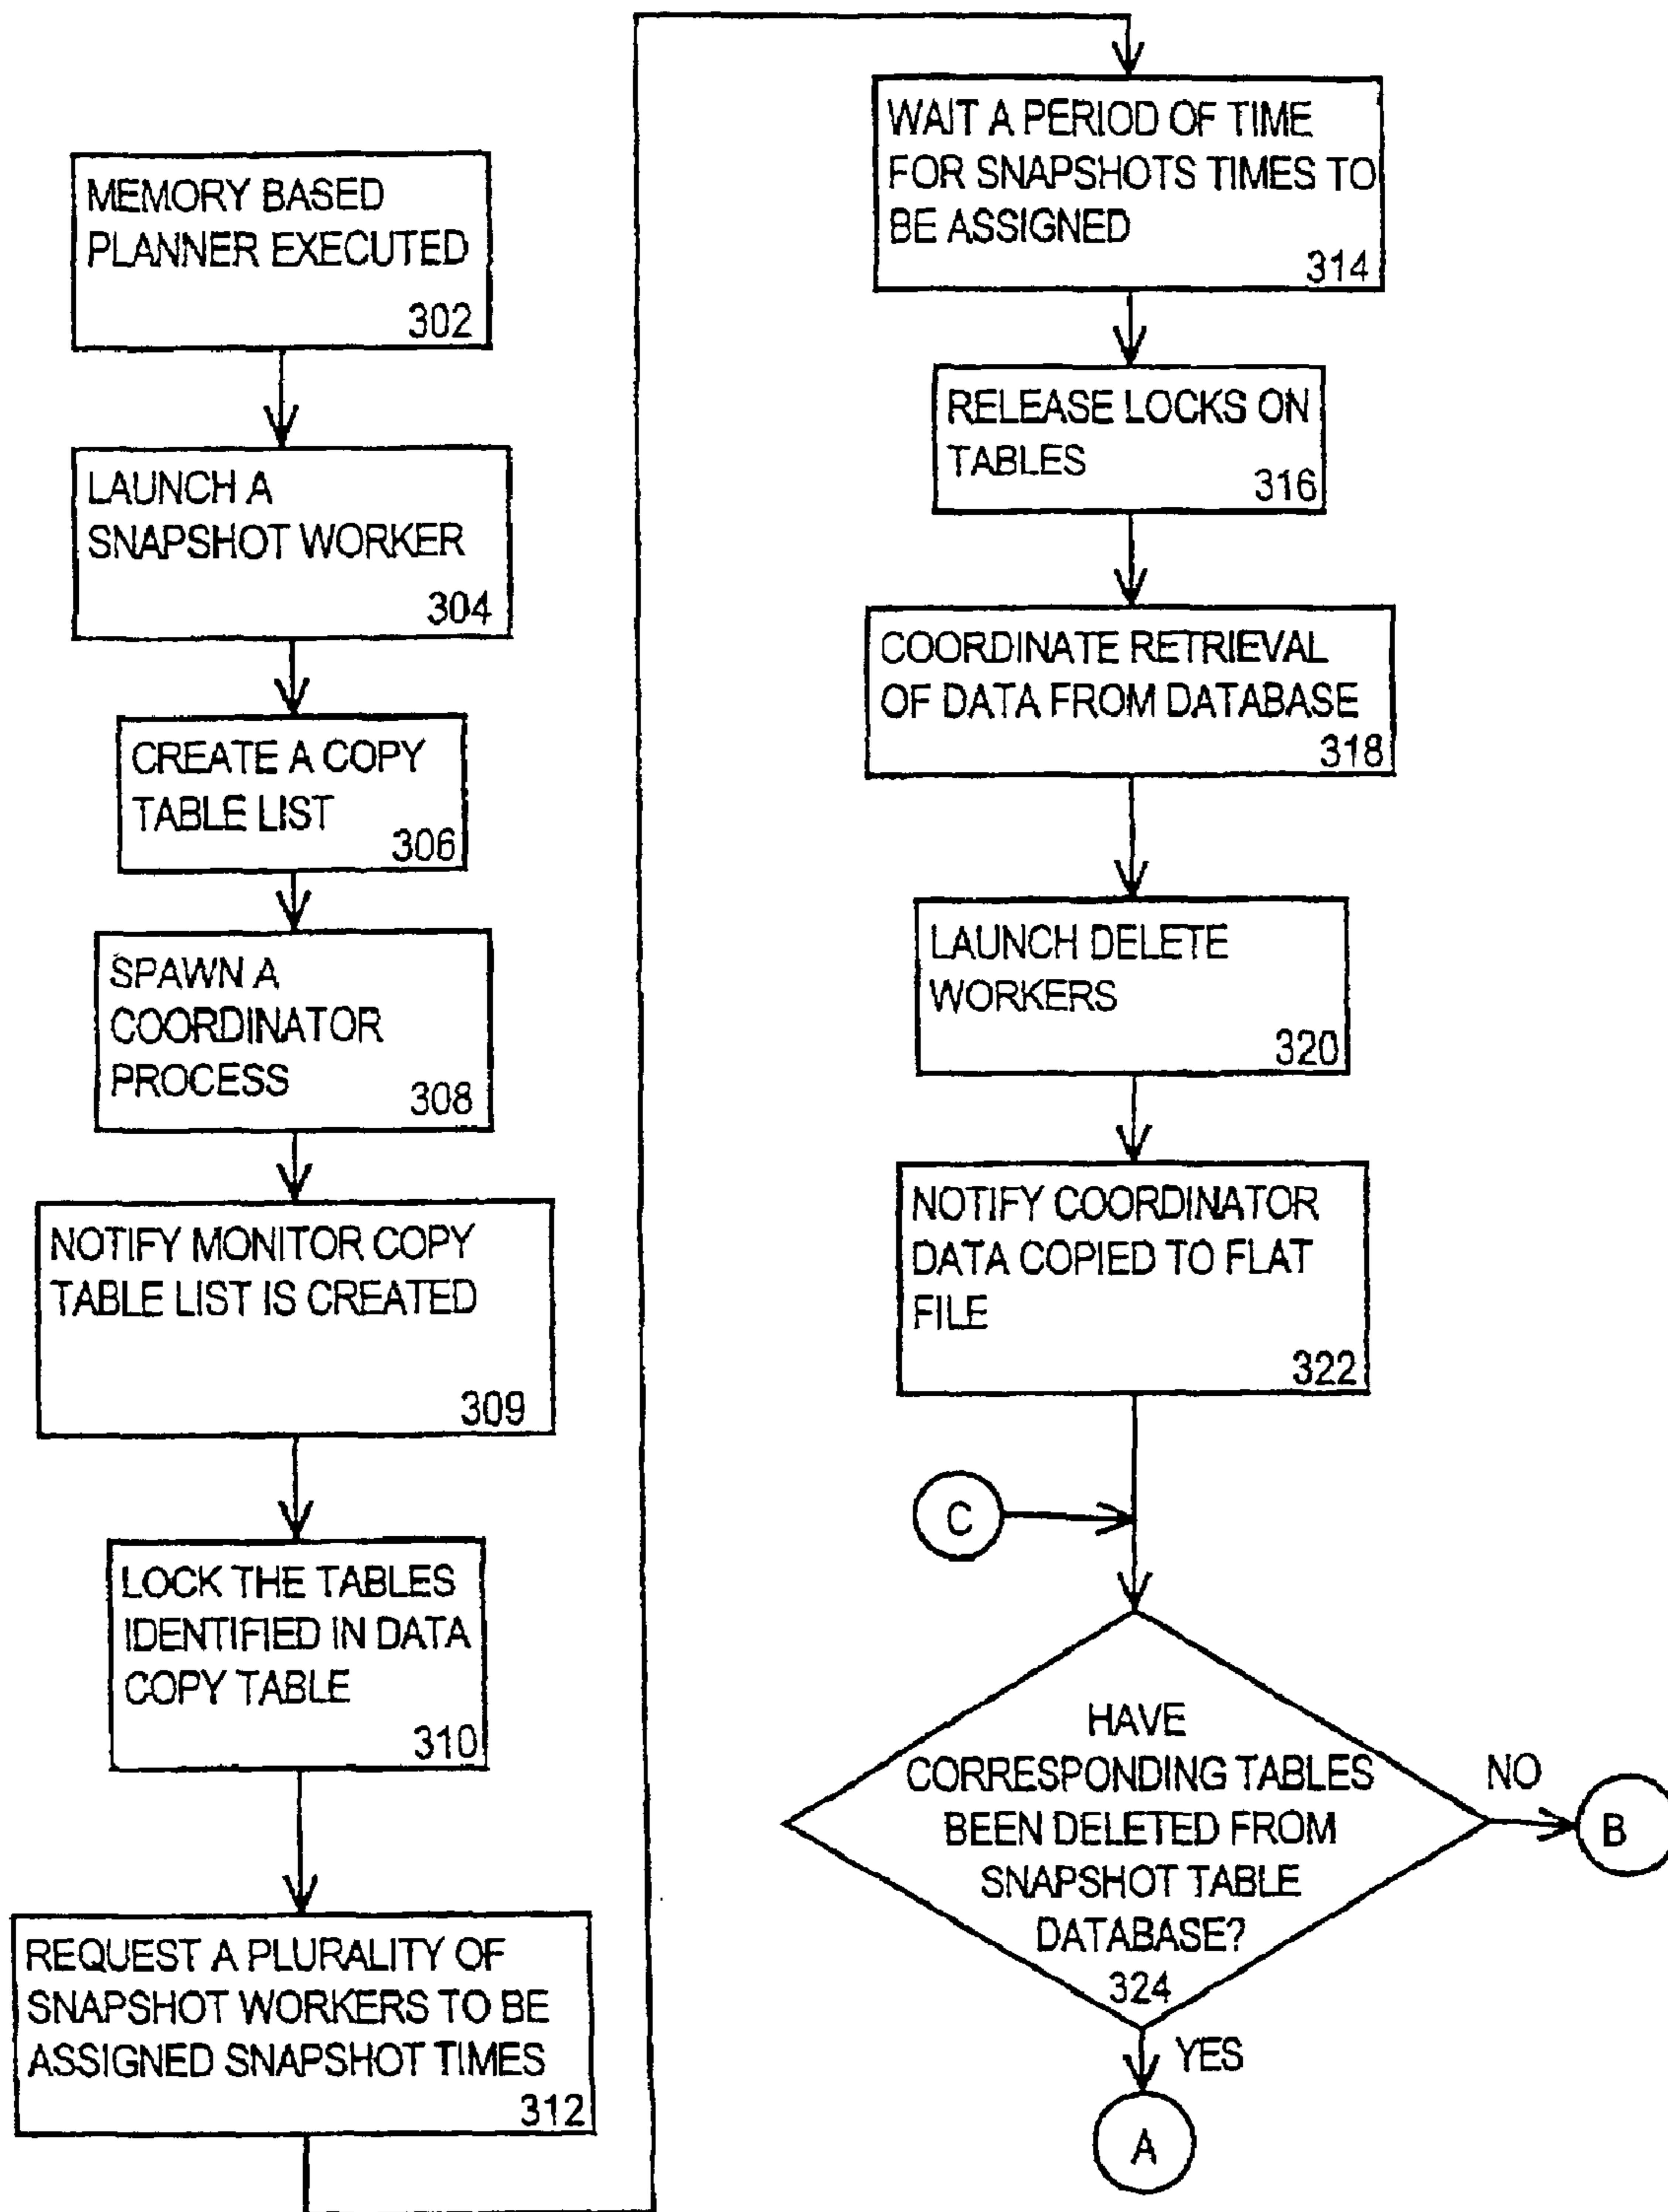 MEMORY BASED
PLANNER EXECUTED
302
LAUNCH A
SNAPSHOT WORKER
304
CREATE A COPY
TABLE LIST
306
SPAWN A
COORDINATOR
PROCESS
308
NOTIFY MONITOR COPY
TABLE LIST IS CREATED
309
LOCK THE TABLES
IDENTIFIED IN DATA
COPY TABLE
310
REQUEST A PLURALITY OF
SNAPSHOT WORKERS TO BE
ASSIGNED SNAPSHOT TIMES
312
WAIT A PERIOD OF TIME
FOR SNAPSHOTS TIMES TO
BE ASSIGNED
314
RELEASE LOCKS ON
TABLES
316
COORDINATE RETRIEVAL
OF DATA FROM DATABASE
318
LAUNCH DELETE
WORKERS
320
NOTIFY COORDINATOR
DATA COPIED TO FLAT
FILE
322
C
HAVE
CORRESPONDING TABLES
BEEN DELETED FROM
SNAPSHOT TABLE
DATABASE?
324
NO
B
YES
A